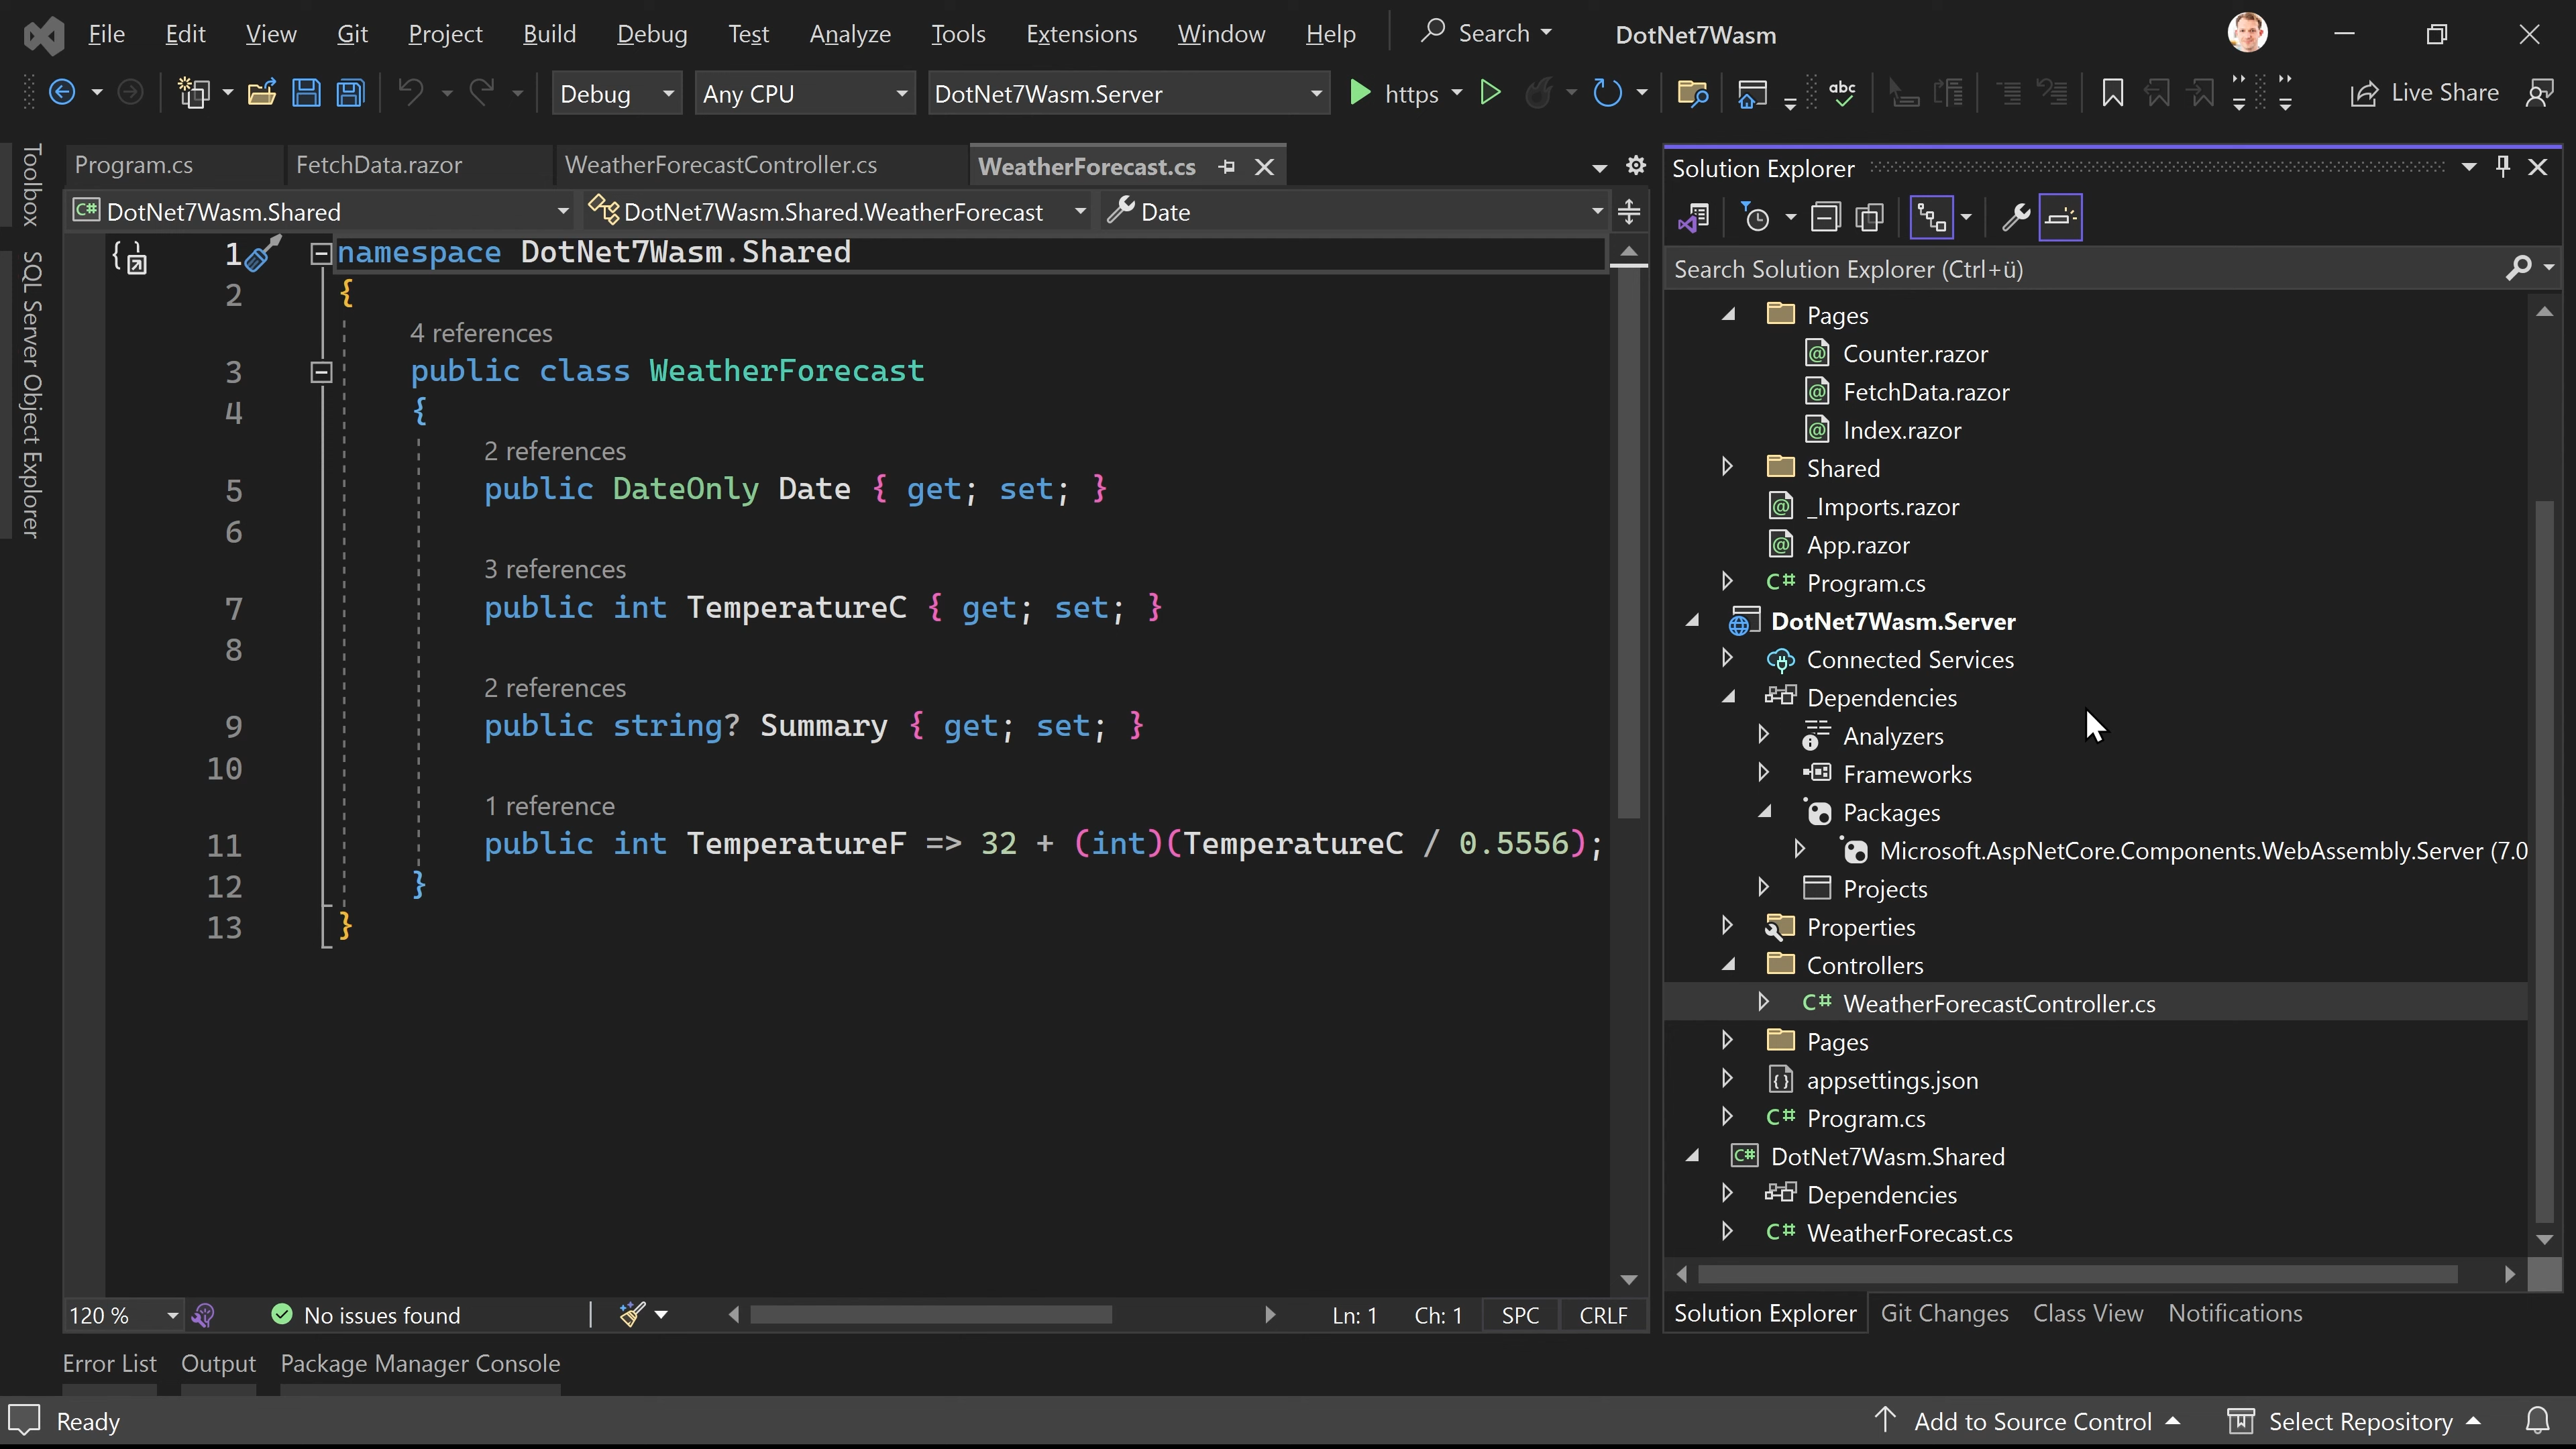 File Edit View Git Project Build Debug Test Analyze Tools Extensions Window Help Search DotNet7Wasm
Debug Any CPU DotNet7Wasm.Server https abc Live Share
Toolbox
SQL Server Object Explorer
Program.cs FetchData.razor WeatherForecastController.cs WeatherForecast.cs
C# DotNet7Wasm.Shared DotNet7Wasm.Shared.WeatherForecast Date
1 namespace DotNet7Wasm.Shared
2 {
4 references
3 public class WeatherForecast
4 {
2 references
5 public DateOnly Date { get; set; }
6
3 references
7 public int TemperatureC { get; set; }
8
2 references
9 public string? Summary { get; set; }
10
1 reference
11 public int TemperatureF => 32 + (int)(TemperatureC / 0.5556);
12 }
13 }
120 % No issues found Ln: 1 Ch: 1 SPC CRLF
Solution Explorer
Search Solution Explorer (Ctrl+ü)
Pages
@ Counter.razor
@ FetchData.razor
@ Index.razor
Shared
@ _Imports.razor
@ App.razor
C# Program.cs
DotNet7Wasm.Server
Connected Services
Dependencies
Analyzers
Frameworks
Packages
Microsoft.AspNetCore.Components.WebAssembly.Server (7.0
Projects
Properties
Controllers
C# WeatherForecastController.cs
Pages
appsettings.json
C# Program.cs
C# DotNet7Wasm.Shared
Dependencies
C# WeatherForecast.cs
Solution Explorer Git Changes Class View Notifications
Error List Output Package Manager Console
Ready Add to Source Control Select Repository